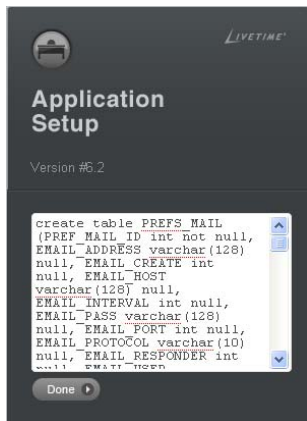 LIVETIME
Application
Setup
Version #6.2
create table PREFS_MAIL
(PREF_MAIL_ID int not null,
EMAIL_ADDRESS varchar(128)
null, EMAIL_CREATE int
null, EMAIL_HOST
varchar(128) null,
EMAIL_INTERVAL int null,
EMAIL_PASS varchar(128)
null, EMAIL_PORT int null,
EMAIL_PROTOCOL varchar(10)
null, EMAIL_RESPONDER int
null, EMAIL_USER
Done